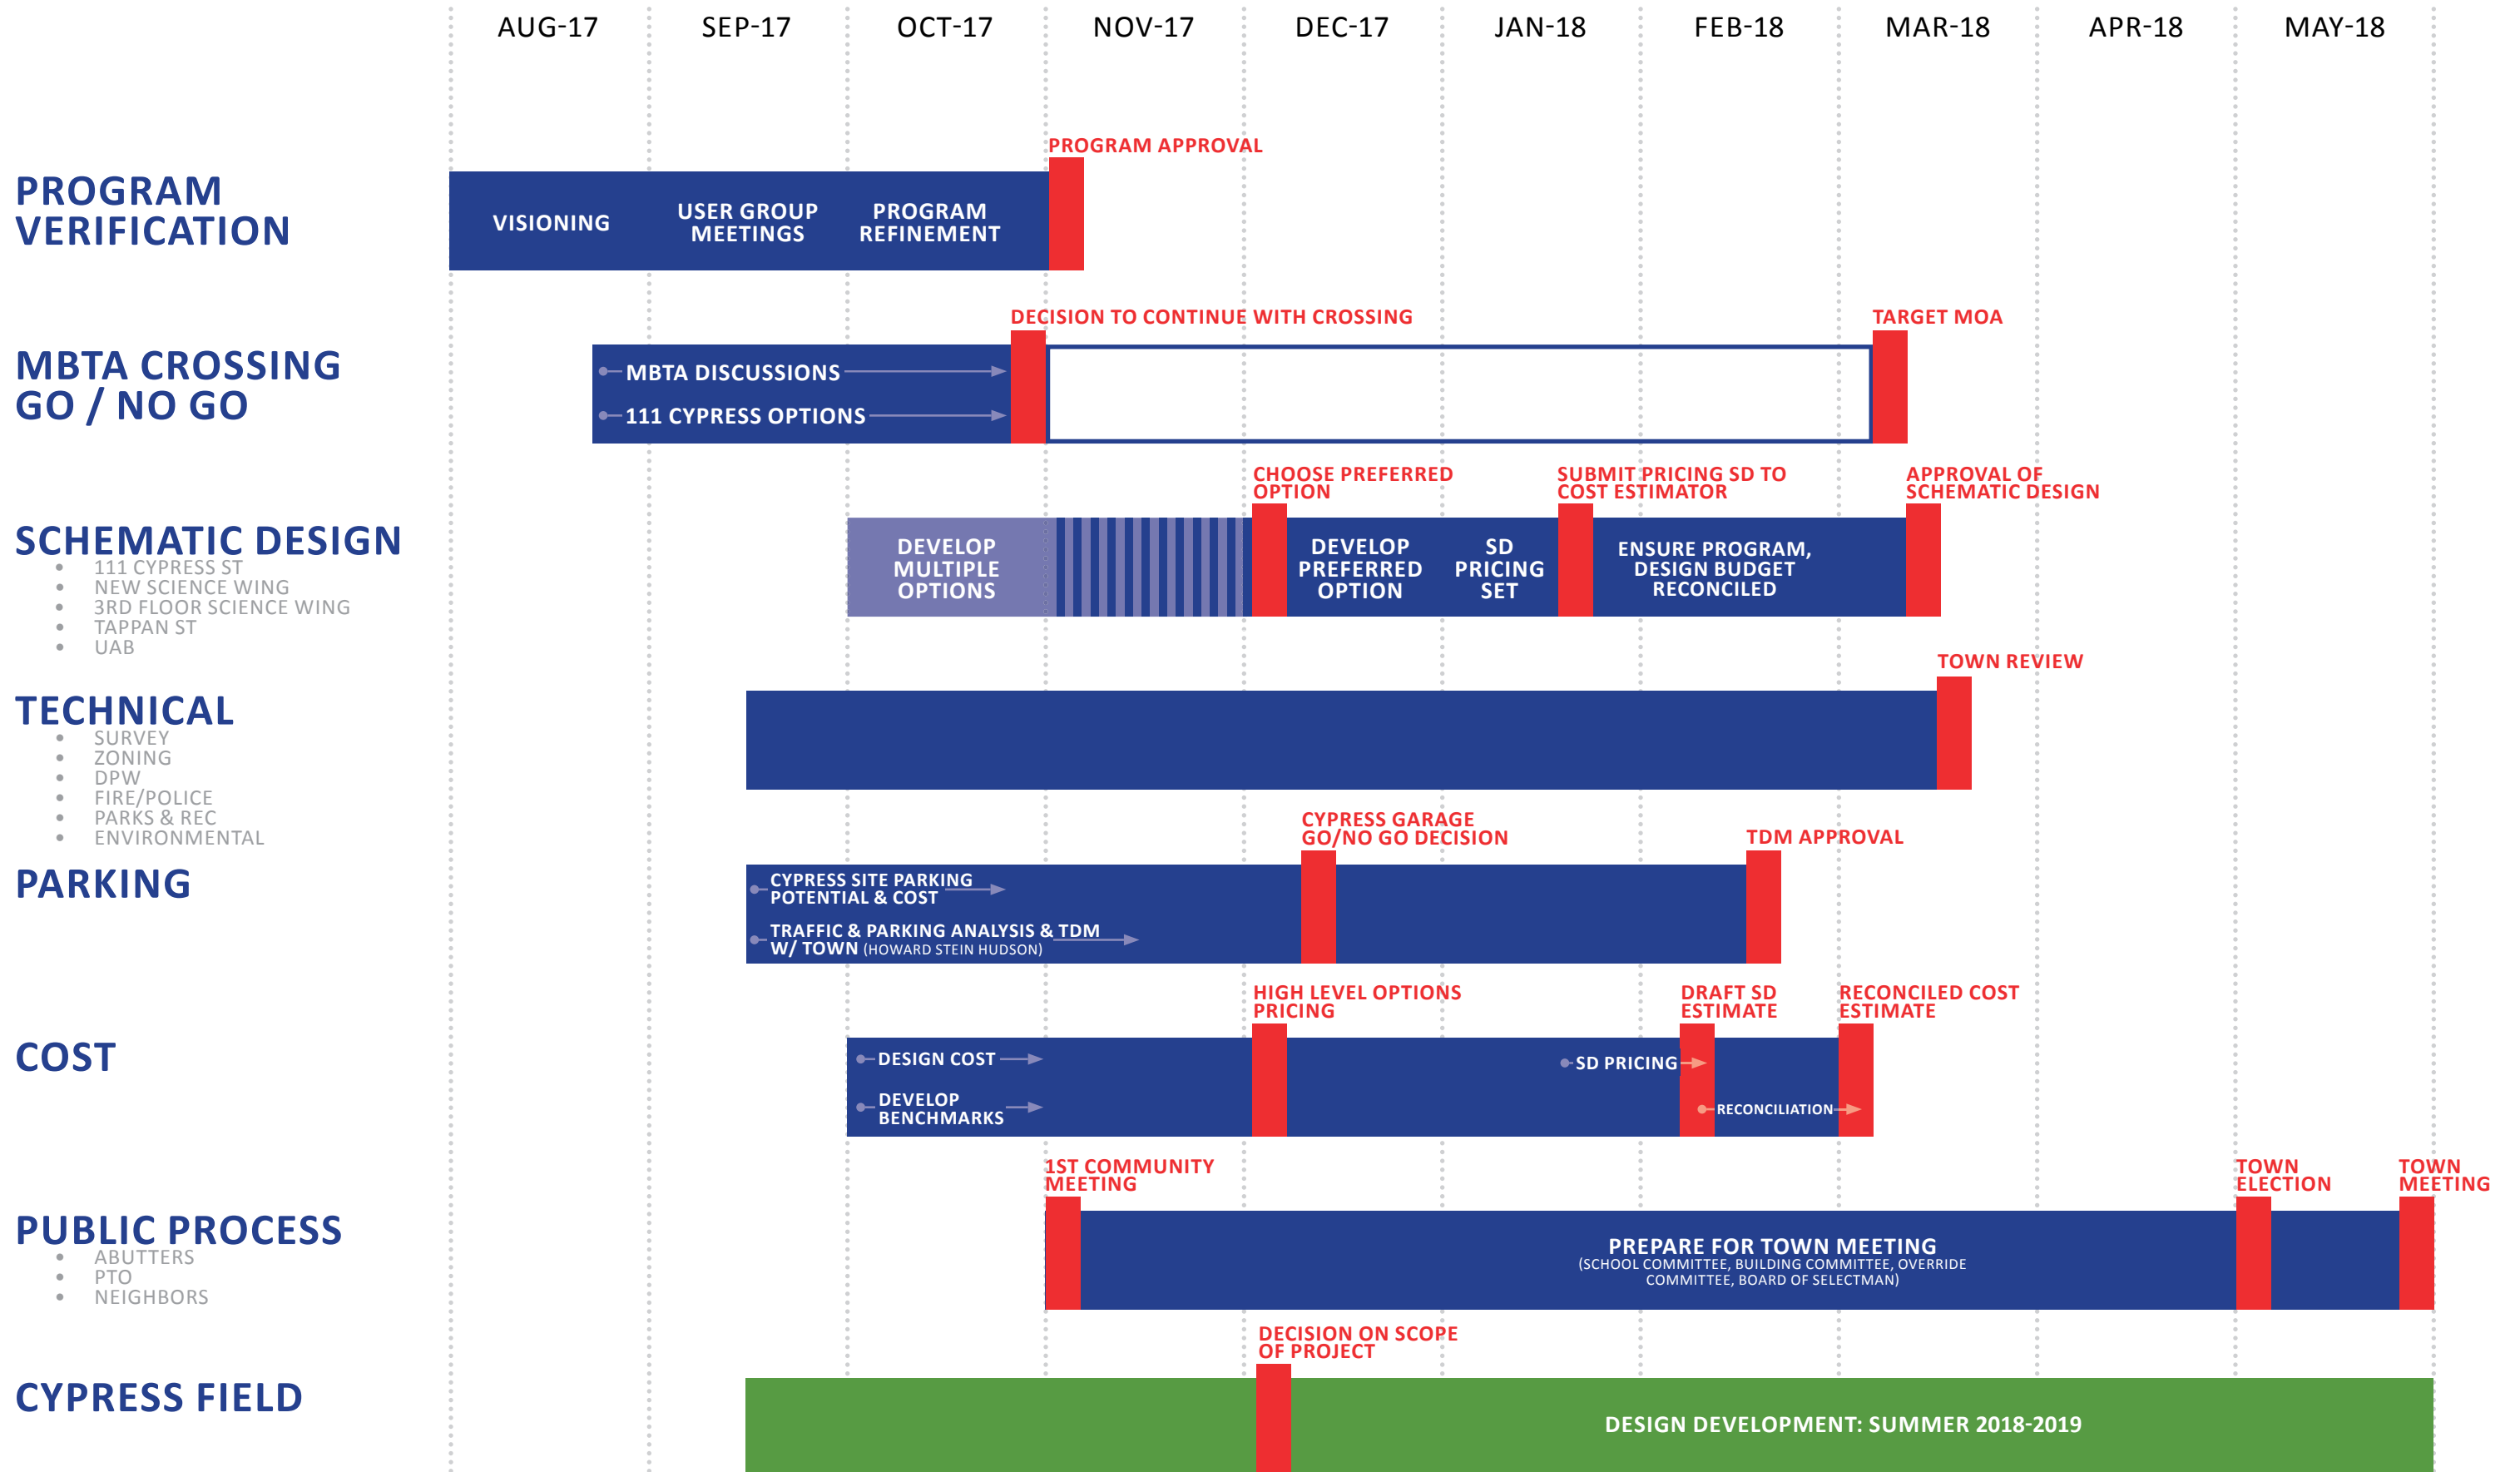 AUG-17 SEP-17 OCT-17 NOV-17 DEC-17 JAN-18 FEB-18 MAR-18 APR-18 MAY-18
PROGRAM
VERIFICATION
VISIONING
USER GROUP
MEETINGS
PROGRAM
REFINEMENT
PROGRAM APPROVAL
MBTA CROSSING
GO / NO GO
MBTA DISCUSSIONS
111 CYPRESS OPTIONS
DECISION TO CONTINUE WITH CROSSING
TARGET MOA
SCHEMATIC DESIGN
• 111 CYPRESS ST
• NEW SCIENCE WING
• 3RD FLOOR SCIENCE WING
• TAPPAN ST
• UAB
DEVELOP
MULTIPLE
OPTIONS
CHOOSE PREFERRED
OPTION
DEVELOP
PREFERRED
OPTION
SD
PRICING
SET
SUBMIT PRICING SD TO
COST ESTIMATOR
ENSURE PROGRAM,
DESIGN BUDGET
RECONCILED
APPROVAL OF
SCHEMATIC DESIGN
TECHNICAL
• SURVEY
• ZONING
• DPW
• FIRE/POLICE
• PARKS & REC
• ENVIRONMENTAL
TOWN REVIEW
PARKING
CYPRESS SITE PARKING
POTENTIAL & COST
TRAFFIC & PARKING ANALYSIS & TDM
W/ TOWN (HOWARD STEIN HUDSON)
CYPRESS GARAGE
GO/NO GO DECISION
TDM APPROVAL
COST
DESIGN COST
DEVELOP
BENCHMARKS
HIGH LEVEL OPTIONS
PRICING
SD PRICING
DRAFT SD
ESTIMATE
RECONCILIATION
RECONCILED COST
ESTIMATE
PUBLIC PROCESS
• ABUTTERS
• PTO
• NEIGHBORS
1ST COMMUNITY
MEETING
PREPARE FOR TOWN MEETING
(SCHOOL COMMITTEE, BUILDING COMMITTEE, OVERRIDE
COMMITTEE, BOARD OF SELECTMAN)
TOWN
ELECTION
TOWN
MEETING
CYPRESS FIELD
DECISION ON SCOPE
OF PROJECT
DESIGN DEVELOPMENT: SUMMER 2018-2019